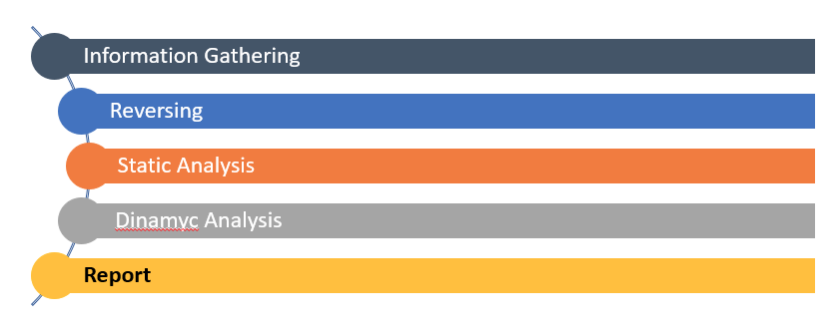 Information Gathering
Reversing
Static Analysis
Dinamyc Analysis
Report